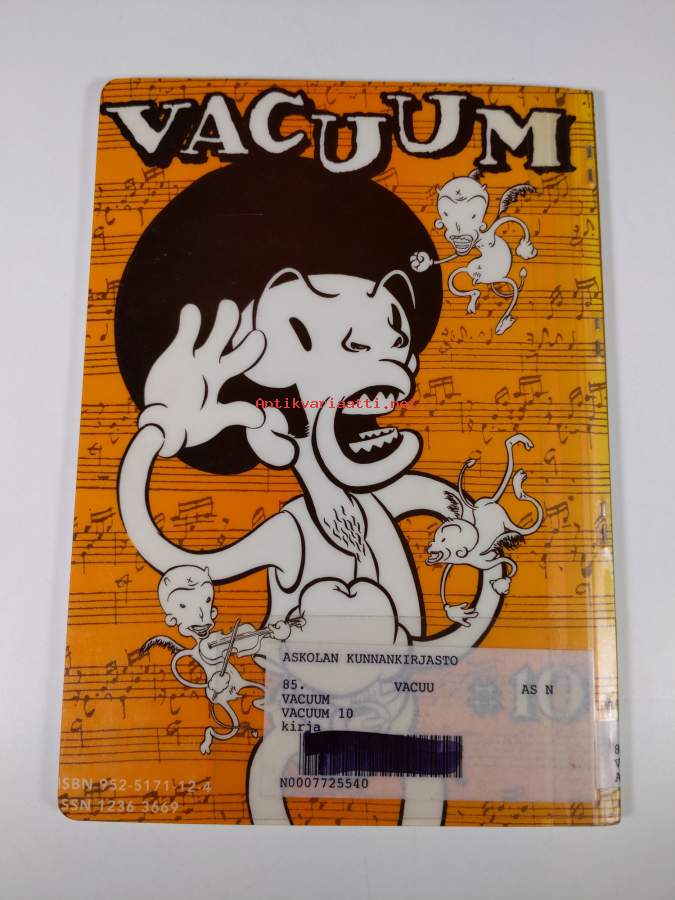 VACUUM
Antikvariaatti.net
ASKOLAN KUNNANKIRJASTO
85. VACUU AS N
VACUUM
VACUUM 10
kirja
N0007725540
ISBN 952-5171-12-4
ISSN 1236 3669
8
V
A